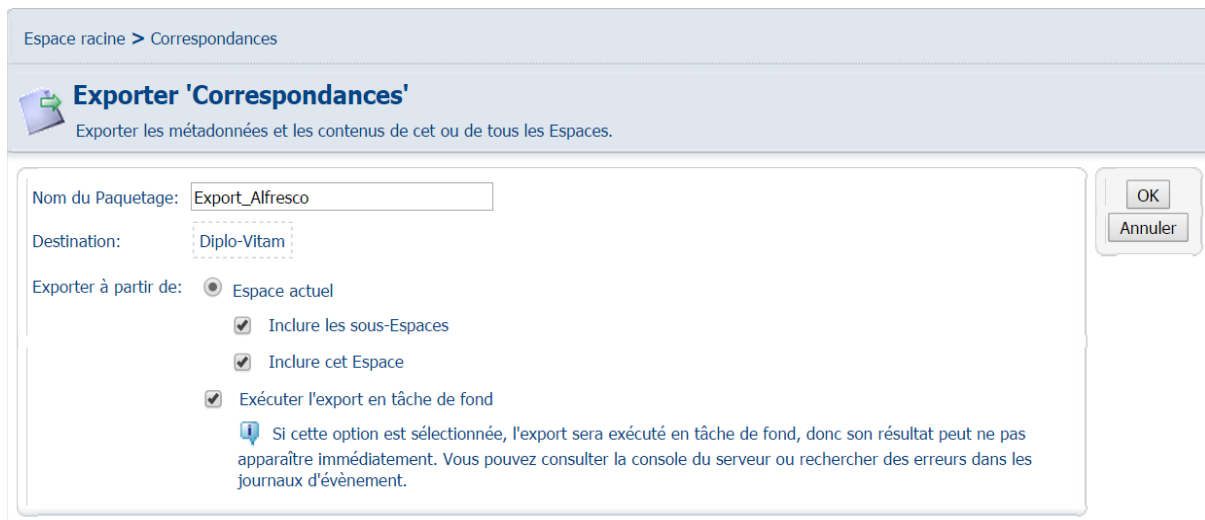 Espace racine > Correspondances
Exporter 'Correspondances'
Exporter les métadonnées et les contenus de cet ou de tous les Espaces.
Nom du Paquetage: Export_Alfresco
OK
Destination: Diplo-Vitam
Annuler
Exporter à partir de: Espace actuel
Inclure les sous-Espaces
Inclure cet Espace
Exécuter l'export en tâche de fond
Si cette option est sélectionnée, l'export sera exécuté en tâche de fond, donc son résultat peut ne pas
apparaître immédiatement. Vous pouvez consulter la console du serveur ou rechercher des erreurs dans les
journaux d'évènement.